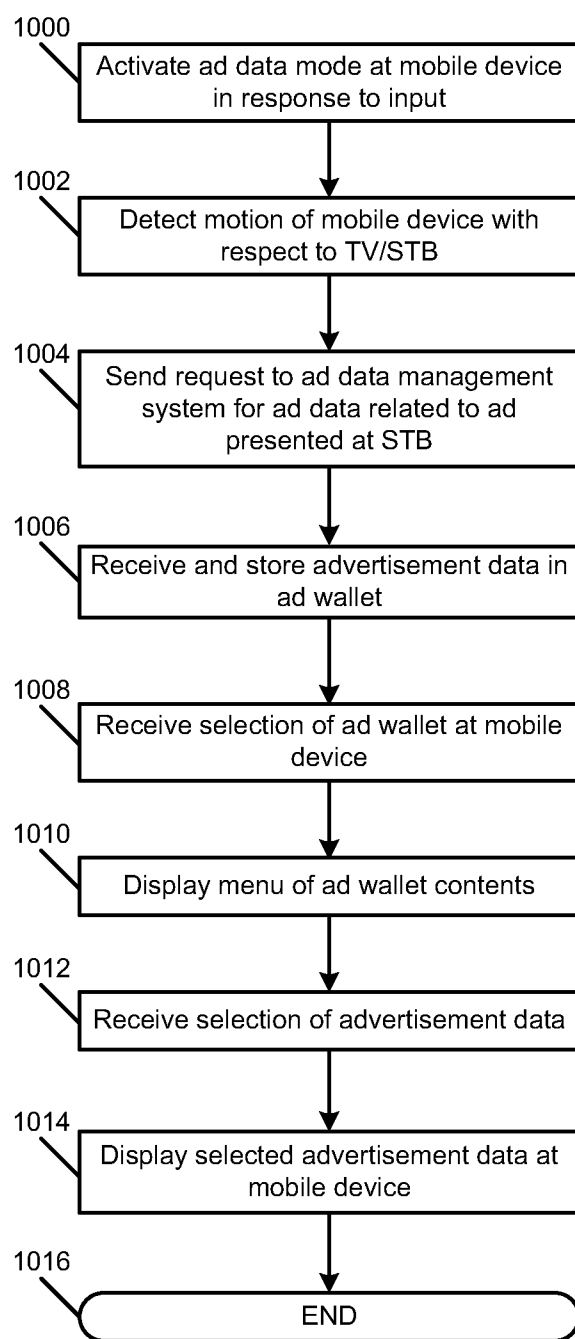 1000
Activate ad data mode at mobile device
in response to input
1002
Detect motion of mobile device with
respect to TV/STB
1004
Send request to ad data management
system for ad data related to ad
presented at STB
1006
Receive and store advertisement data in
ad wallet
1008
Receive selection of ad wallet at mobile
device
1010
Display menu of ad wallet contents
1012
Receive selection of advertisement data
1014
Display selected advertisement data at
mobile device
1016
END